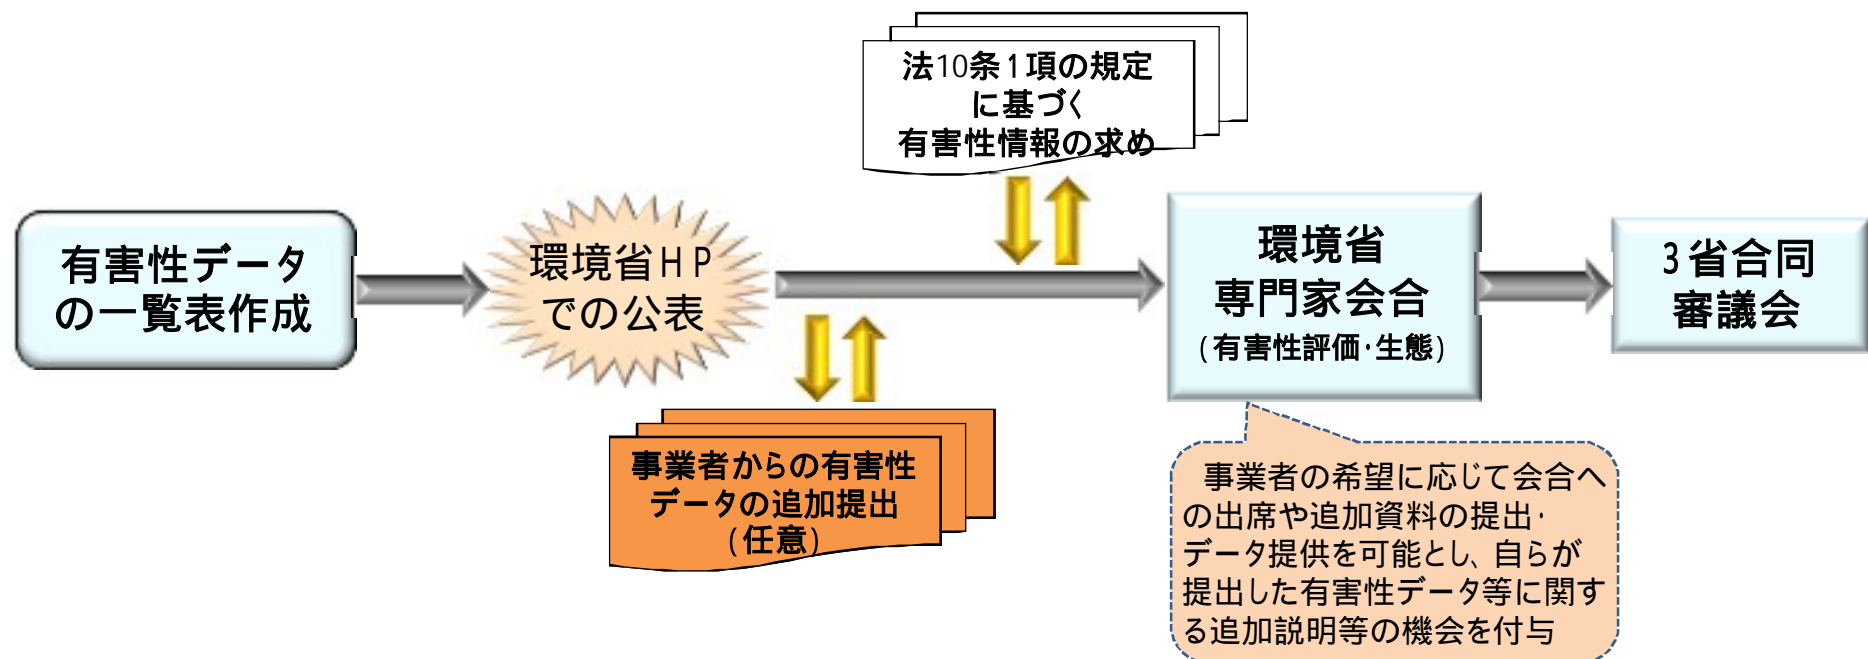 法10条1項の規定
に基づく
有害性情報の求め
有害性データ
の一覧表作成
環境省HP
での公表
環境省
専門家会合
(有害性評価・生態)
3省合同
審議会
事業者からの有害性
データの追加提出
(任意)
事業者の希望に応じて会合へ
の出席や追加資料の提出・
データ提供を可能とし、自らが
提出した有害性データ等に関す
る追加説明等の機会を付与